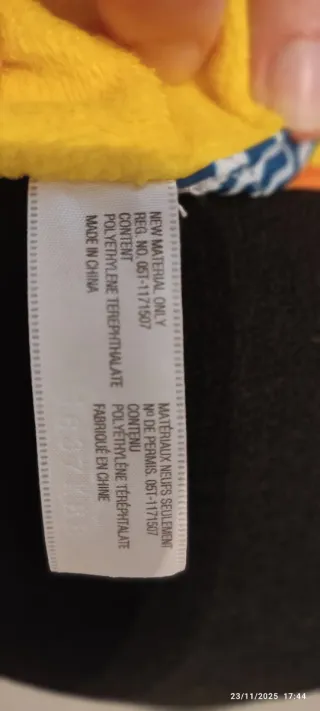 NEW MATERIAL ONLY
REG. NO. 05T-1171507
CONTENT
POLYETHYLENE TEREPHTHALATE
MADE IN CHINA
MATÉRIAUX NEUFS SEULEMENT
Nº DE PERMIS. 05T-1171507
CONTENU
POLYÉTHYLÈNE TÉRÉPHTALATE
FABRIQUÉ EN CHINE
23/11/2025 17:44